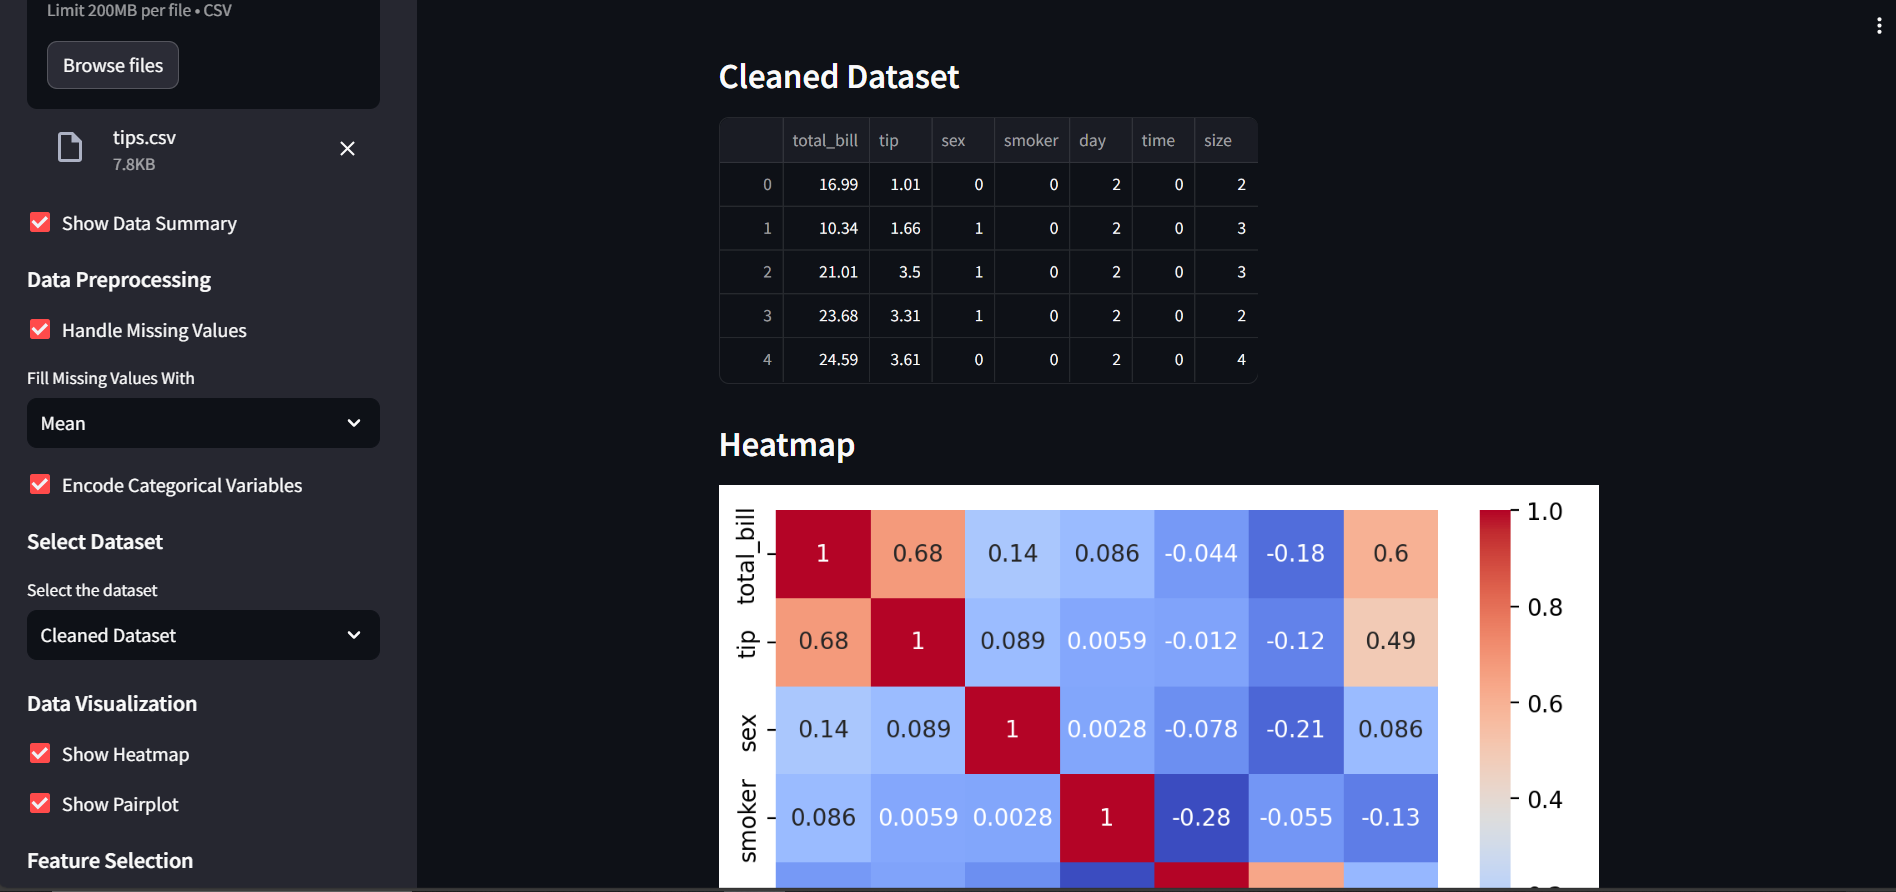 Limit 200MB per file • CSV
Browse files
tips.csv
7.8KB
Show Data Summary
Data Preprocessing
Handle Missing Values
Fill Missing Values With
Mean
Encode Categorical Variables
Select Dataset
Select the dataset
Cleaned Dataset
Data Visualization
Show Heatmap
Show Pairplot
Feature Selection
Cleaned Dataset
total_bill tip sex smoker day time size
0 16.99 1.01 0 0 2 0 2
1 10.34 1.66 1 0 2 0 3
2 21.01 3.5 1 0 2 0 3
3 23.68 3.31 1 0 2 0 2
4 24.59 3.61 0 0 2 0 4
Heatmap
total_bill 1 0.68 0.14 0.086 -0.044 -0.18 0.6
tip 0.68 1 0.089 0.0059 -0.012 -0.12 0.49
sex 0.14 0.089 1 0.0028 -0.078 -0.21 0.086
smoker 0.086 0.0059 0.0028 1 -0.28 -0.055 -0.13
1.0
0.8
0.6
0.4